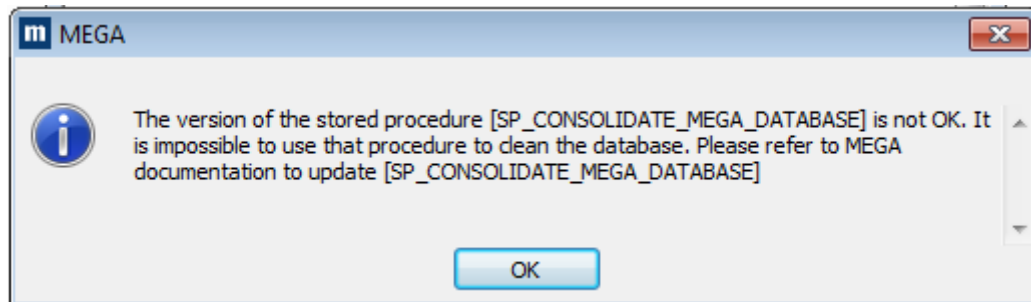 m MEGA
The version of the stored procedure [SP_CONSOLIDATE_MEGA_DATABASE] is not OK. It
is impossible to use that procedure to clean the database. Please refer to MEGA
documentation to update [SP_CONSOLIDATE_MEGA_DATABASE]
OK